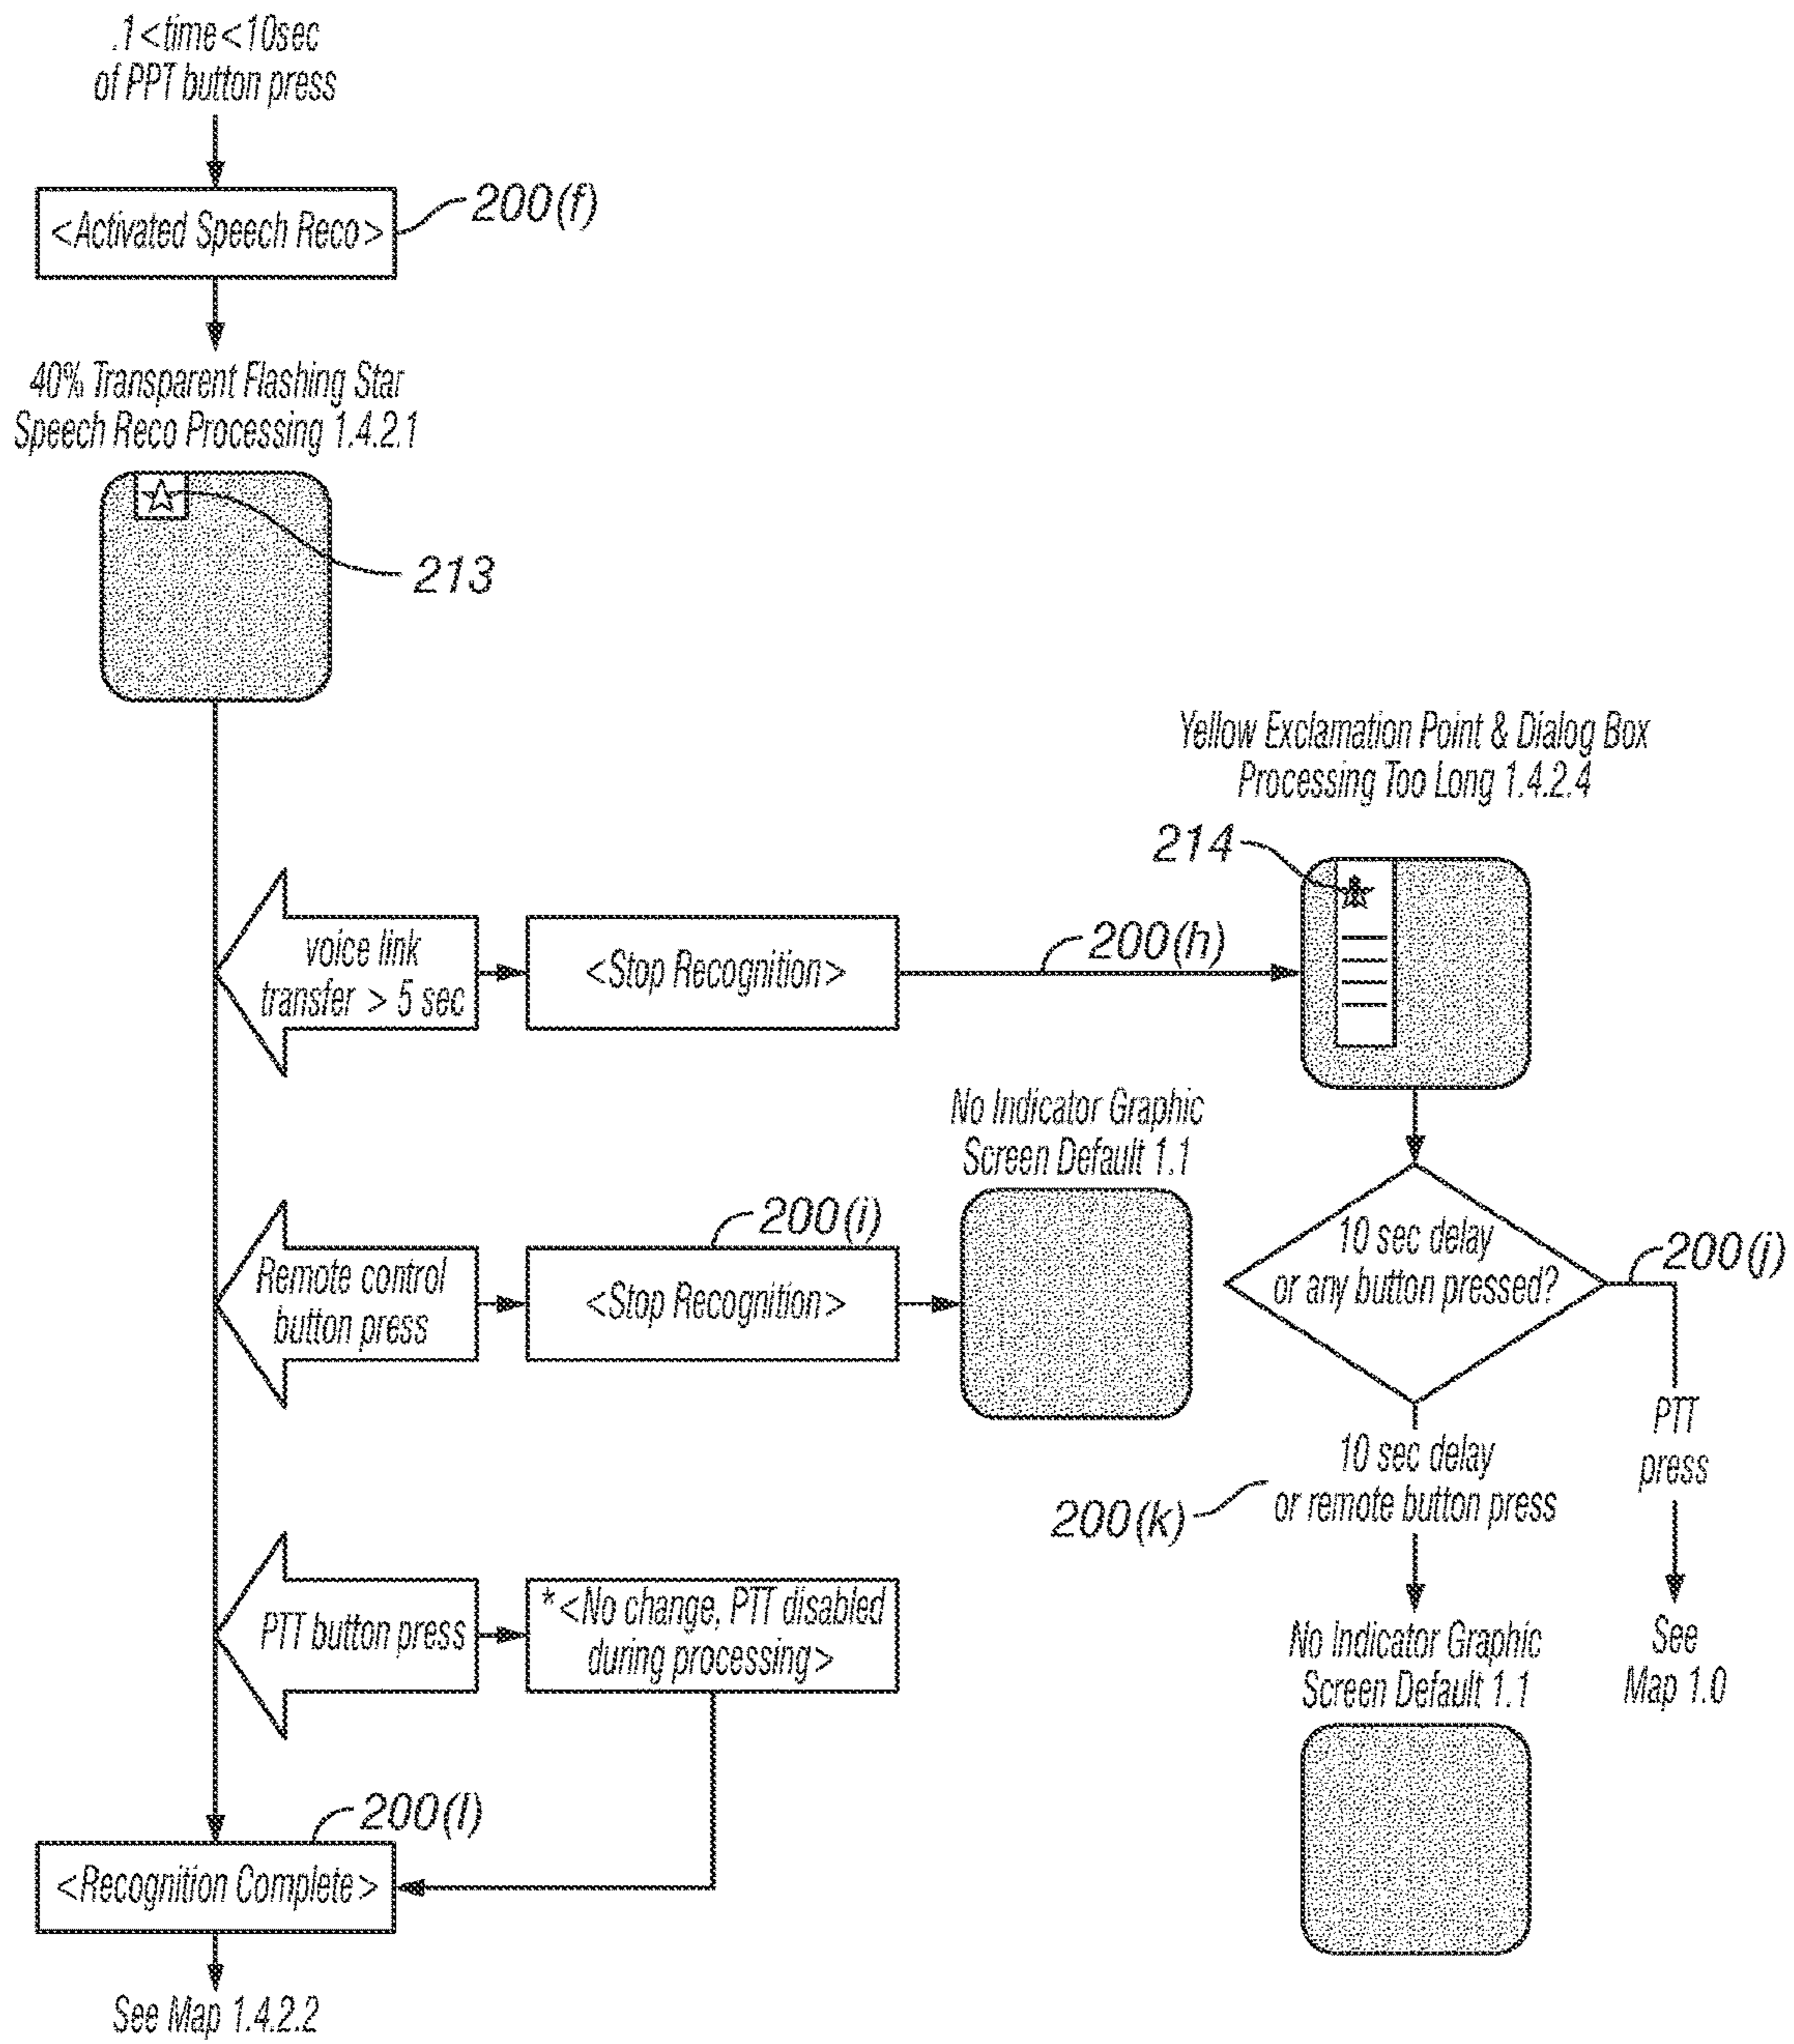 .1<time<10sec
of PPT button press
<Activated Speech Reco>
200(f)
40% Transparent Flashing Star
Speech Reco Processing 1.4.2.1
213
Yellow Exclamation Point & Dialog Box
Processing Too Long 1.4.2.4
214
voice link
transfer > 5 sec
<Stop Recognition>
200(h)
No Indicator Graphic
Screen Default 1.1
Remote control
button press
200(i)
<Stop Recognition>
10 sec delay
or any button pressed?
200(j)
PTT
press
10 sec delay
or remote button press
200(k)
PTT button press
*<No change, PTT disabled
during processing>
No Indicator Graphic
Screen Default 1.1
See
Map 1.0
200(l)
<Recognition Complete>
See Map 1.4.2.2